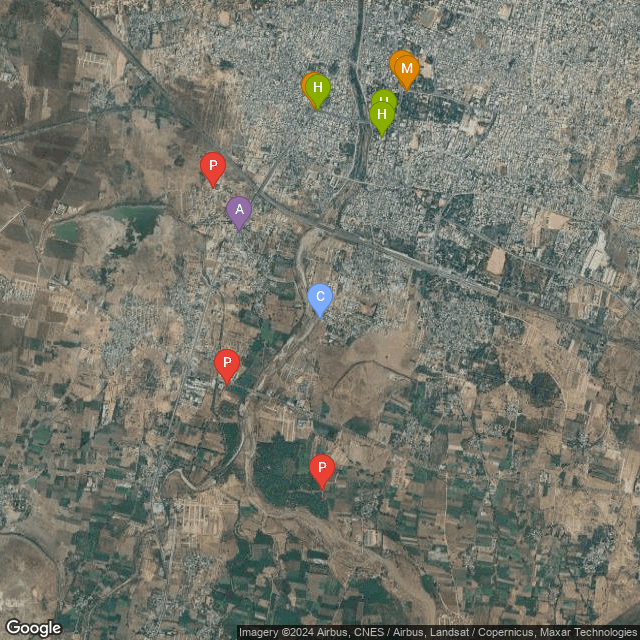 M
H
H
H
P
A
C
P
P
Google
Imagery ©2024 Airbus, CNES / Airbus, Landsat / Copernicus, Maxar Technologies